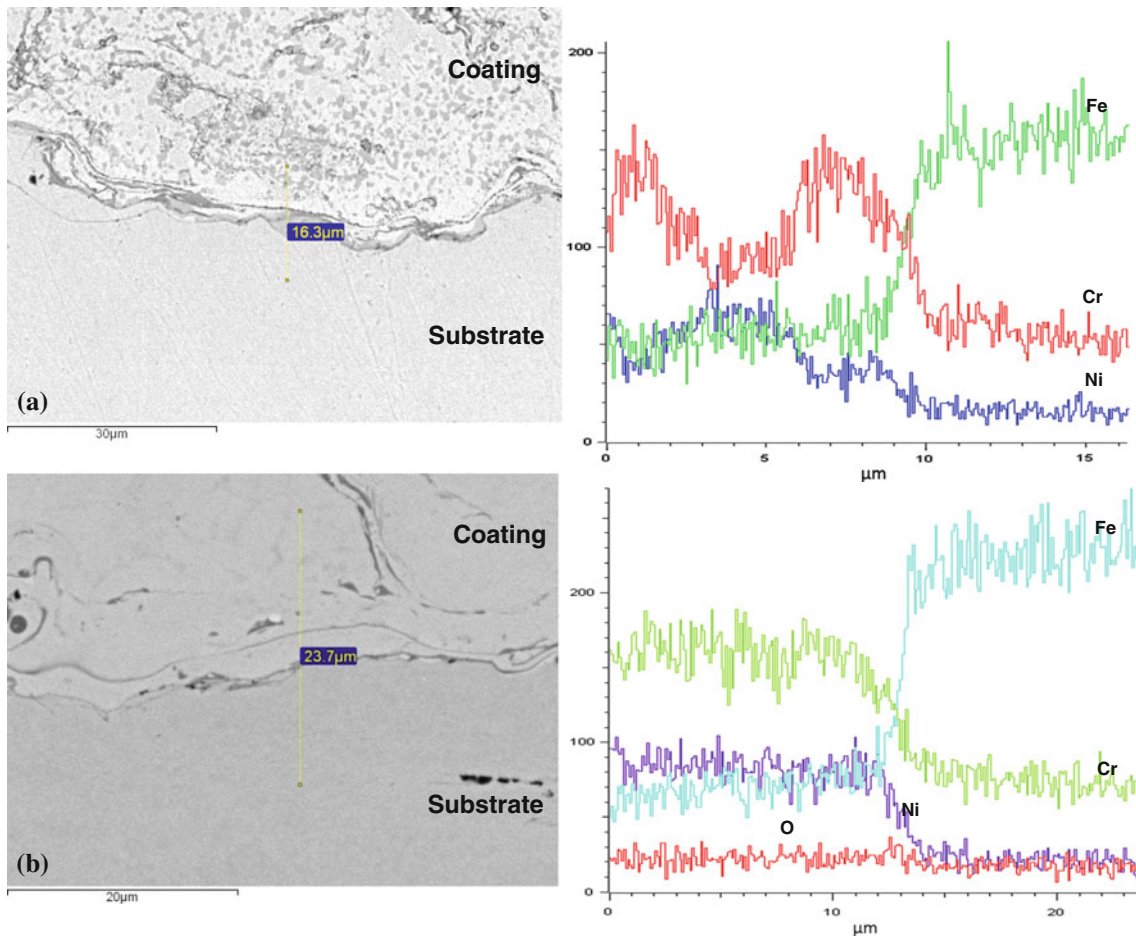 Coating
16.3µm
Substrate
(a)
30µm
200
100
0
Fe
Cr
Ni
0 5 10 15
µm
Coating
23.7µm
Substrate
(b)
20µm
200
100
0
Fe
Cr
Ni
O
0 10 20
µm